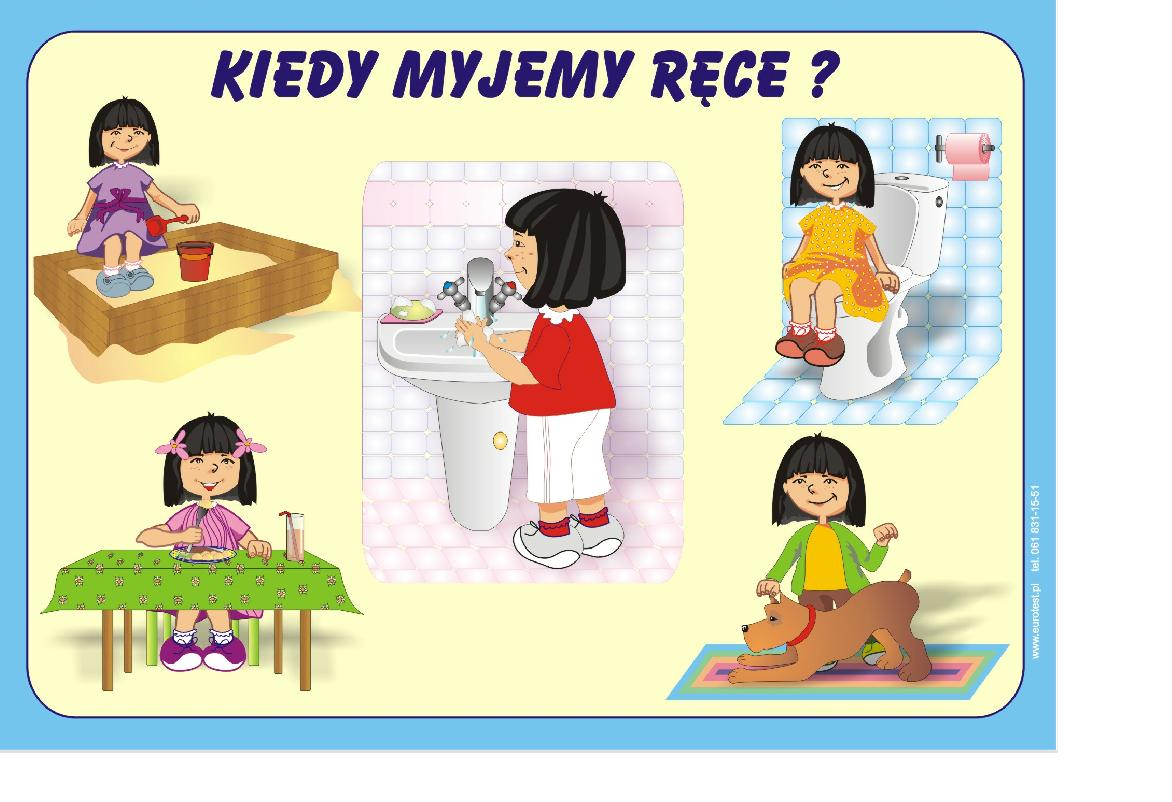 KIEDY MYJEMY RĘCE ?
www.eurotest.pl tel. 061 831-15-51